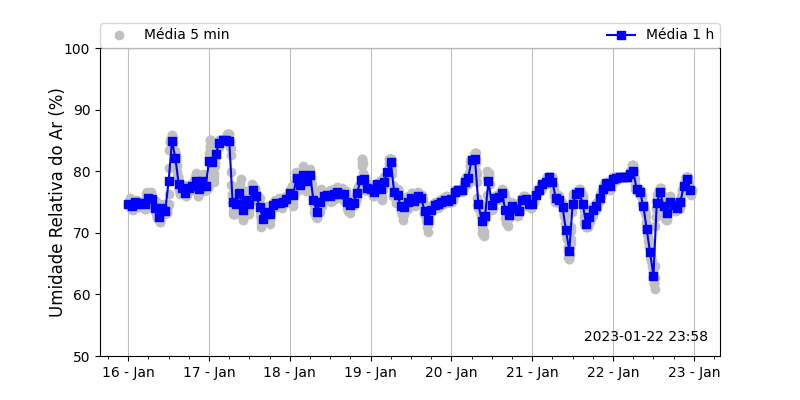 Média 5 min
Média 1 h
Umidade Relativa do Ar (%)
100
90
80
70
60
50
2023-01-22 23:58
16 - Jan
17 - Jan
18 - Jan
19 - Jan
20 - Jan
21 - Jan
22 - Jan
23 - Jan